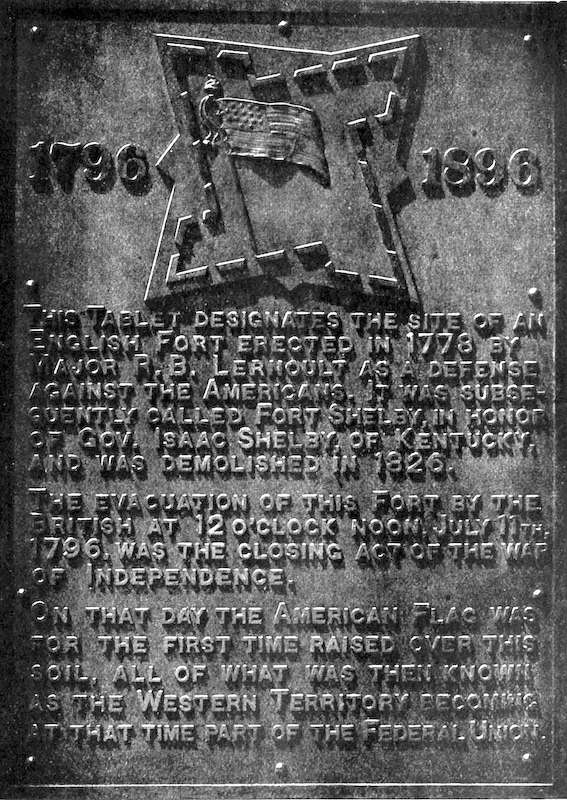 1796 1896
THIS TABLET DESIGNATES THE SITE OF AN
ENGLISH FORT ERECTED IN 1778 BY
MAJOR R. B. LERNOULT AS A DEFENSE
AGAINST THE AMERICANS. IT WAS SUBSE-
QUENTLY CALLED FORT SHELBY, IN HONOR
OF GOV. ISAAC SHELBY, OF KENTUCKY,
AND WAS DEMOLISHED IN 1826.
THE EVACUATION OF THIS FORT BY THE
BRITISH AT 12 O'CLOCK NOON, JULY 11TH,
1796, WAS THE CLOSING ACT OF THE WAR
OF INDEPENDENCE.
ON THAT DAY THE AMERICAN FLAG WAS
FOR THE FIRST TIME RAISED OVER THIS
SOIL, ALL OF WHAT WAS THEN KNOWN
AS THE WESTERN TERRITORY BECOMING
AT THAT TIME PART OF THE FEDERAL UNION.